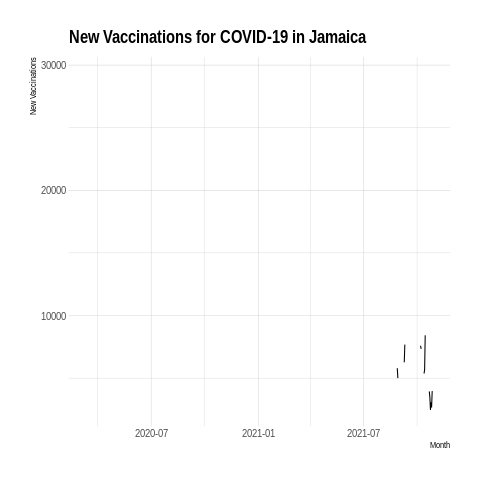 New Vaccinations for COVID-19 in Jamaica
New Vaccinations
30000
20000
10000
2020-07
2021-01
2021-07
Month